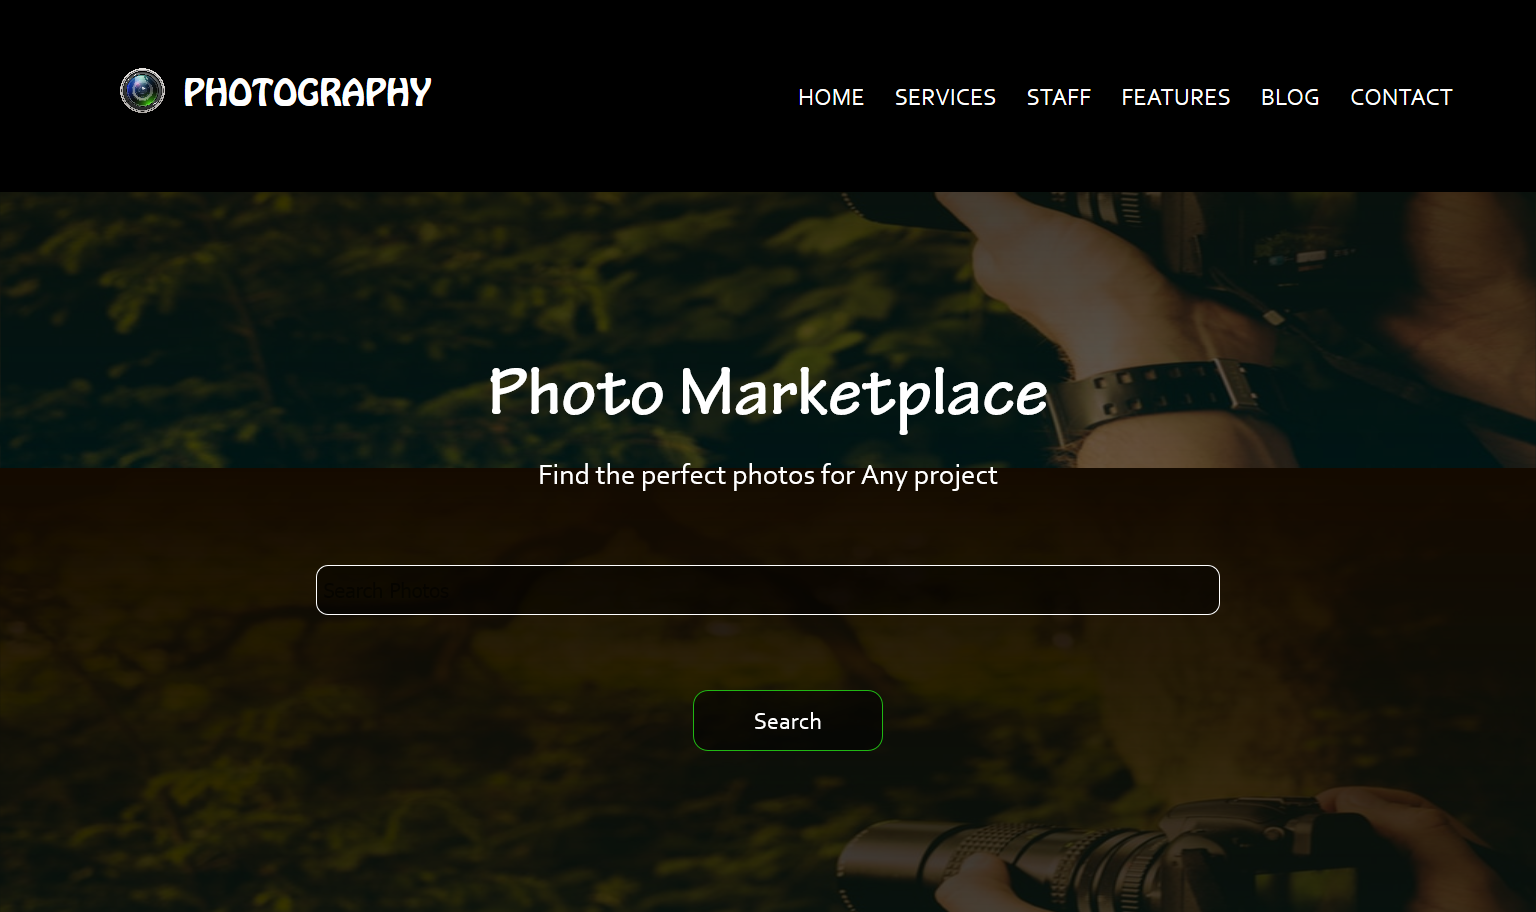 PHOTOGRAPHY
HOME SERVICES STAFF FEATURES BLOG CONTACT
Photo Marketplace
Find the perfect photos for Any project
Search Photos
Search